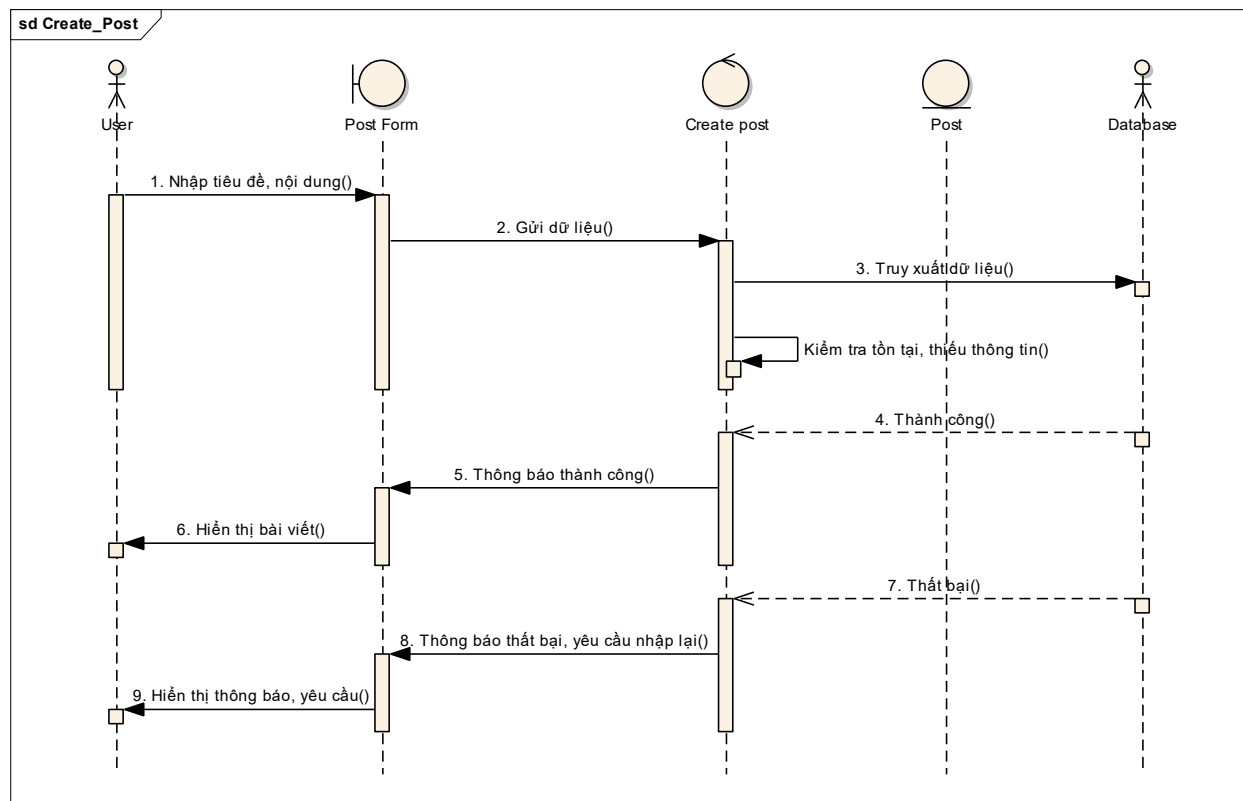 sd Create_Post
User
Post Form
Create post
Post
Database
1. Nhập tiêu đề, nội dung()
2. Gửi dữ liệu()
3. Truy xuất dữ liệu()
Kiểm tra tồn tại, thiếu thông tin()
4. Thành công()
5. Thông báo thành công()
6. Hiển thị bài viết()
7. Thất bại()
8. Thông báo thất bại, yêu cầu nhập lại()
9. Hiển thị thông báo, yêu cầu()